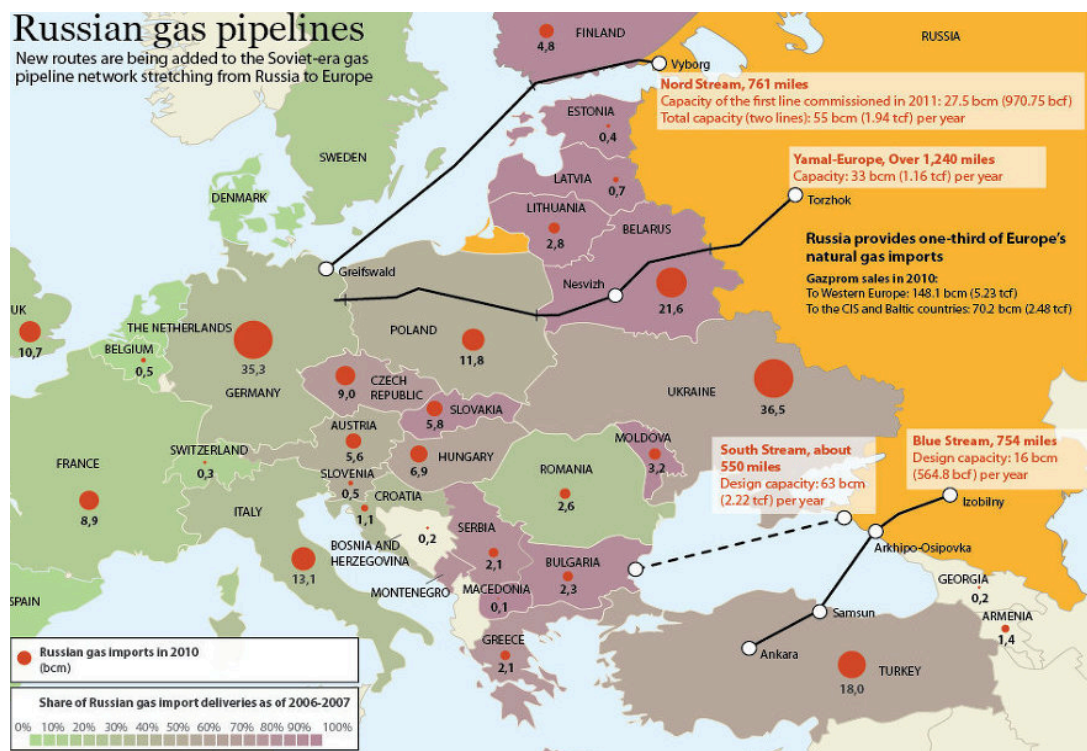 Russian gas pipelines
New routes are being added to the Soviet-era gas
pipeline network stretching from Russia to Europe
FINLAND
4,8
RUSSIA
Vyborg
Nord Stream, 761 miles
Capacity of the first line commissioned in 2011: 27.5 bcm (970.75 bcf)
Total capacity (two lines): 55 bcm (1.94 tcf) per year
ESTONIA
0,4
SWEDEN
Yamal-Europe, Over 1,240 miles
Capacity: 33 bcm (1.16 tcf) per year
LATVIA
0,7
DENMARK
Torzhok
LITHUANIA
2,8
BELARUS
Russia provides one-third of Europe's
natural gas imports
Gazprom sales in 2010:
To Western Europe: 148.1 bcm (5.23 tcf)
To the CIS and Baltic countries: 70.2 bcm (2.48 tcf)
Greifswald
Nesvizh
21,6
UK
10,7
THE NETHERLANDS
BELGIUM
0,5
35,3
GERMANY
POLAND
11,8
9,0
CZECH
REPUBLIC
SLOVAKIA
5,8
UKRAINE
36,5
AUSTRIA
5,6
HUNGARY
6,9
MOLDOVA
3,2
South Stream, about
550 miles
Design capacity: 63 bcm
(2.22 tcf) per year
Blue Stream, 754 miles
Design capacity: 16 bcm
(564.8 bcf) per year
FRANCE
8,9
SWITZERLAND
0,3
SLOVENIA
0,5
ROMANIA
2,6
CROATIA
1,1
ITALY
13,1
Izobilny
Arkhipo-Osipovka
BOSNIA AND
HERZEGOVINA
0,2
SERBIA
2,1
BULGARIA
2,3
MONTENEGRO
MACEDONIA
0,1
GEORGIA
0,2
ARMENIA
1,4
SPAIN
Samsun
Ankara
GREECE
2,1
TURKEY
18,0
Russian gas imports in 2010
(bcm)
Share of Russian gas import deliveries as of 2006-2007
0% 10% 20% 30% 40% 50% 60% 70% 80% 90% 100%